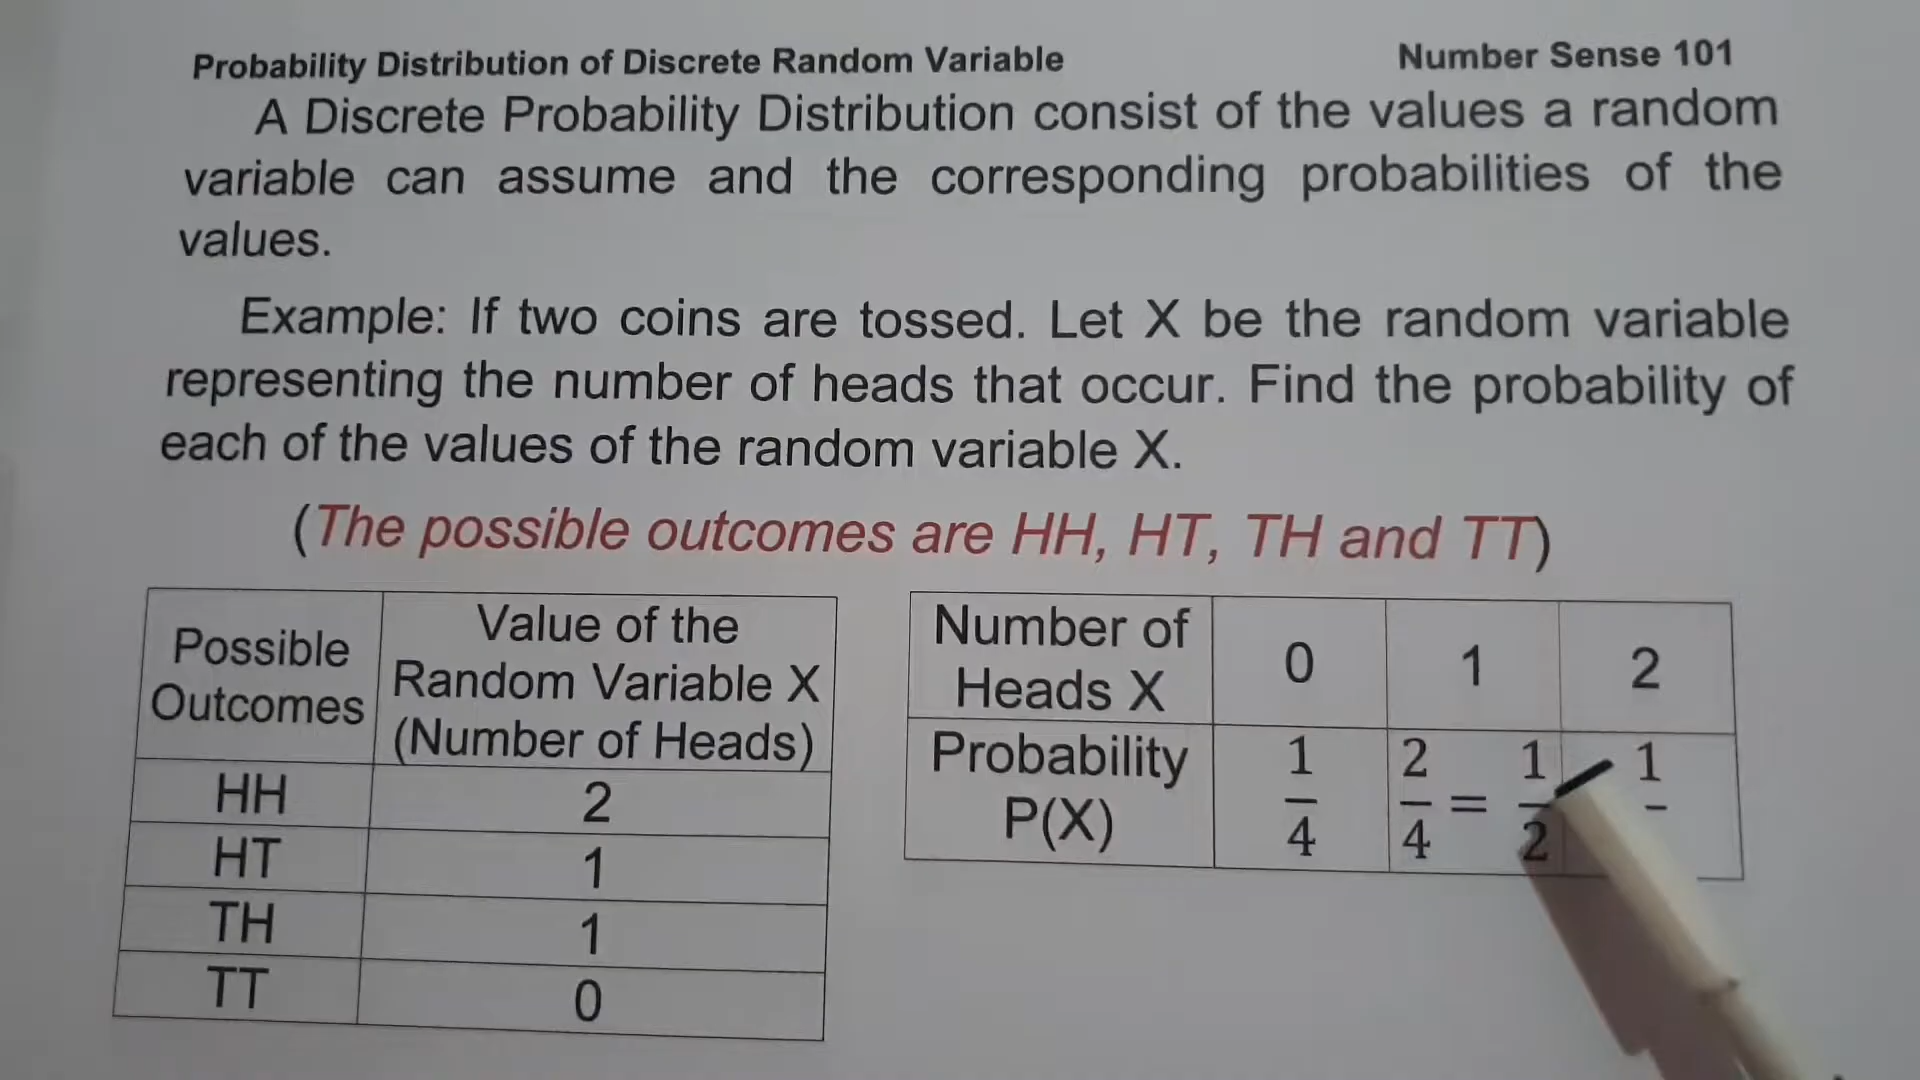 Probability Distribution of Discrete Random Variable Number Sense 101
A Discrete Probability Distribution consist of the values a random
variable can assume and the corresponding probabilities of the
values.
Example: If two coins are tossed. Let X be the random variable
representing the number of heads that occur. Find the probability of
each of the values of the random variable X.
(The possible outcomes are HH, HT, TH and TT)
Possible
Outcomes
Value of the
Random Variable X
(Number of Heads)
HH 2
HT 1
TH 1
TT 0
Number of
Heads X
0 1 2
Probability
P(X)
1/4 2/4 = 1/2 1